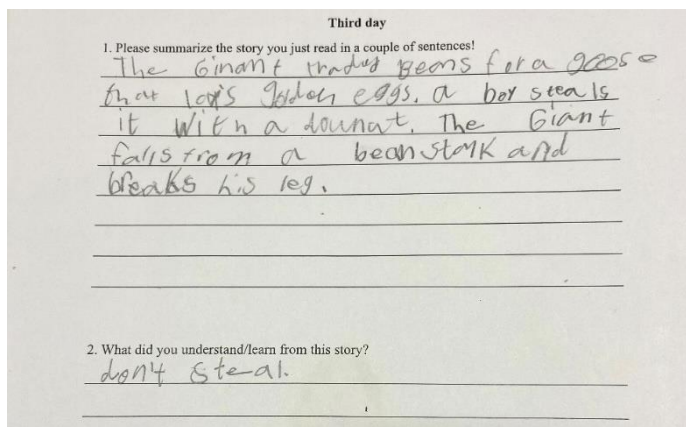 Third day
1. Please summarize the story you just read in a couple of sentences!
The Ginant traded Beans for a goose
that lay's golden eggs, a boy steals
it With a dounat. The Giant
falls from a beanstalk and
breaks his leg.
2. What did you understand/learn from this story?
don't steal.